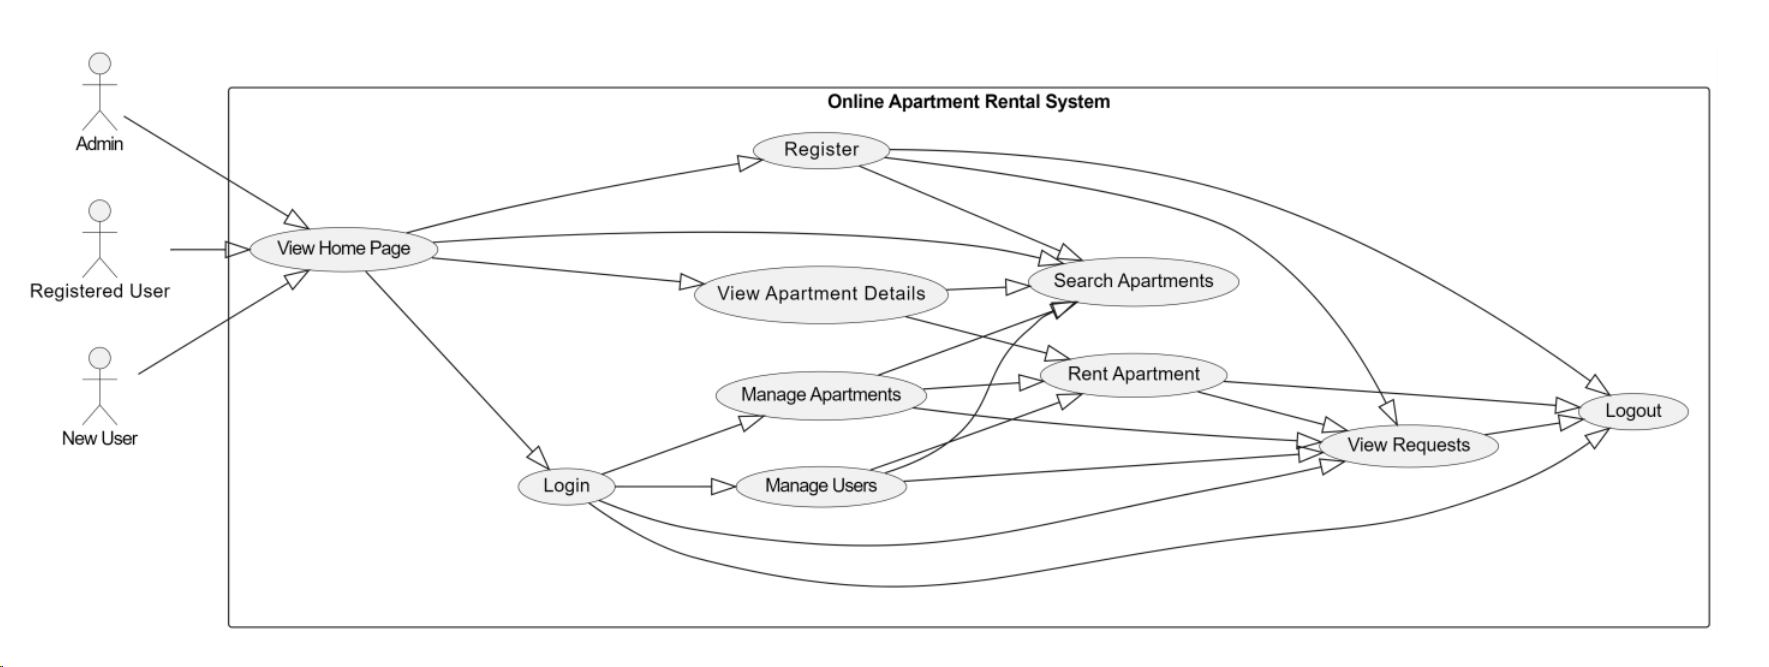 Online Apartment Rental System
Admin
Registered User
New User
View Home Page
Register
View Apartment Details
Search Apartments
Manage Apartments
Rent Apartment
Login
Manage Users
View Requests
Logout